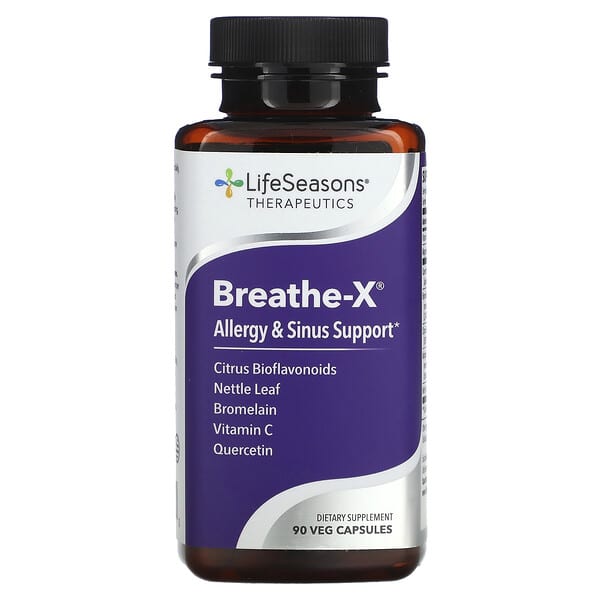 LifeSeasons®
THERAPEUTICS
Breathe-X®
Allergy & Sinus Support*
Citrus Bioflavonoids
Nettle Leaf
Bromelain
Vitamin C
Quercetin
DIETARY SUPPLEMENT
90 VEG CAPSULES